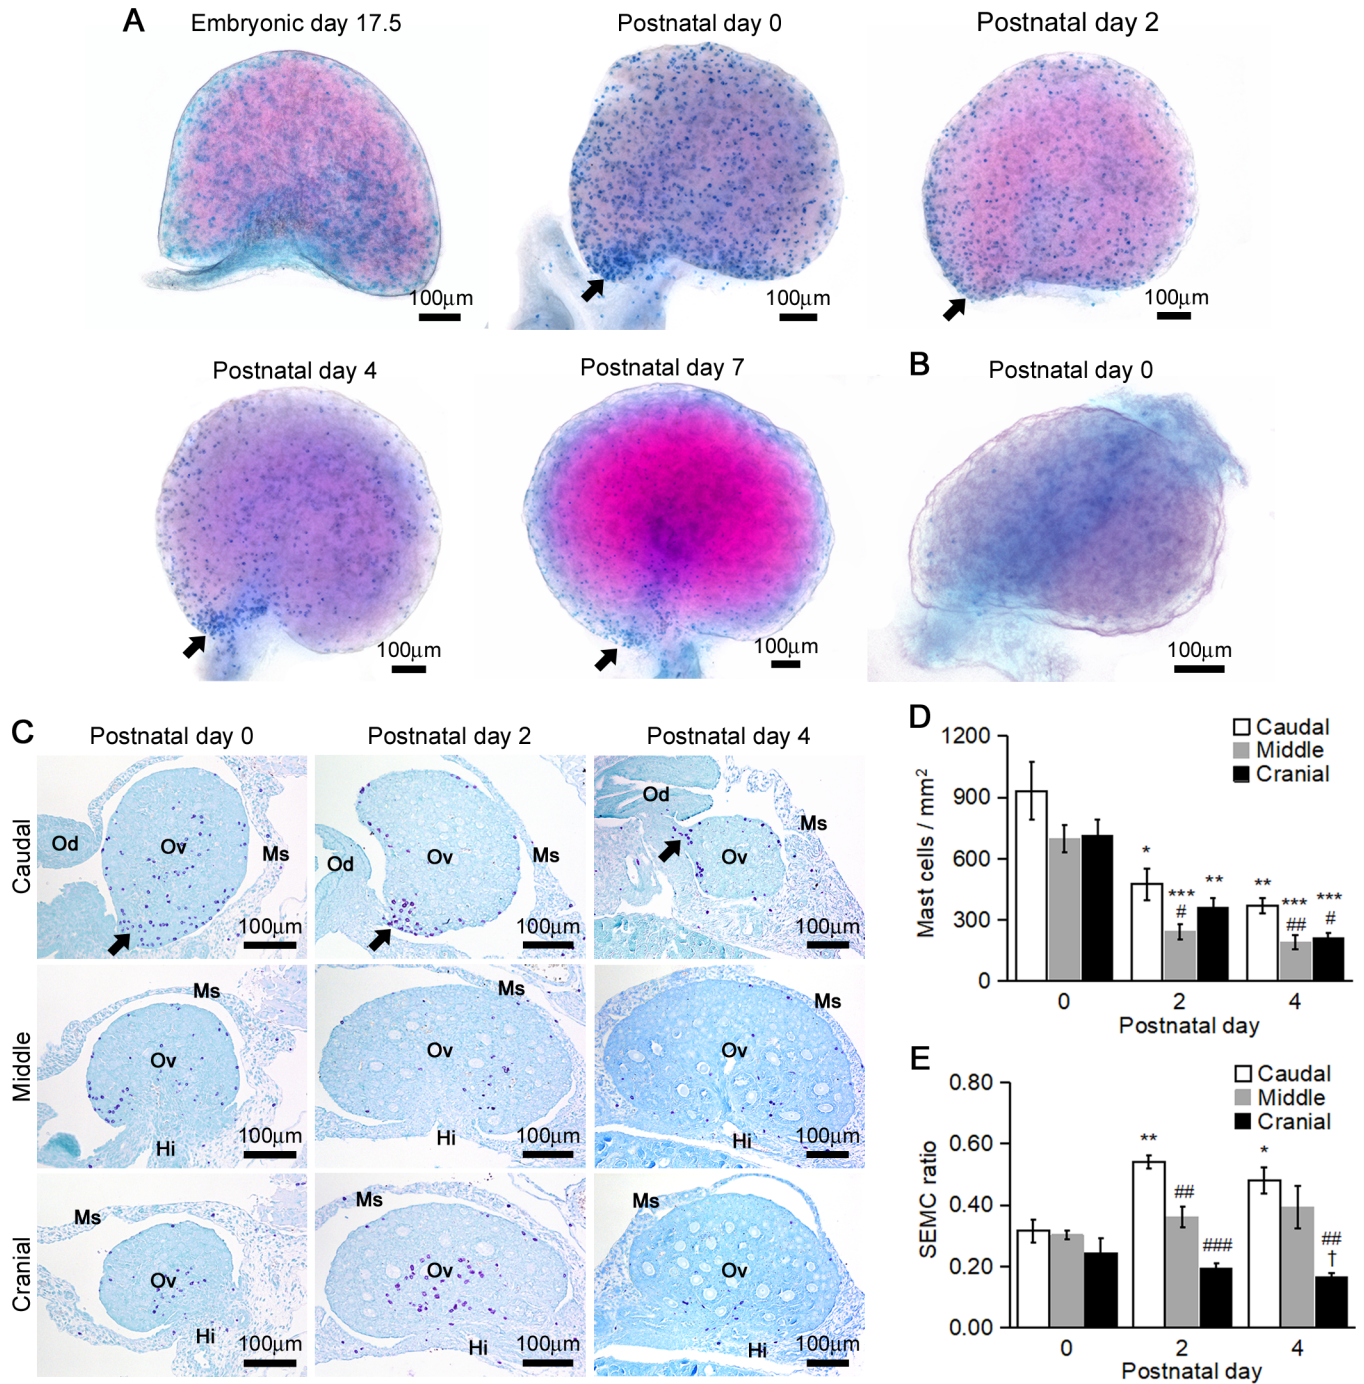 A
Embryonic day 17.5
Postnatal day 0
Postnatal day 2
100μm
100μm
100μm
Postnatal day 4
Postnatal day 7
B
Postnatal day 0
100μm
100μm
100μm
C
Postnatal day 0
Postnatal day 2
Postnatal day 4
Caudal
Od
Ov
Ms
100μm
Od
Ov
Ms
100μm
Od
Ov
Ms
100μm
Middle
Ms
Ov
Hi
100μm
Ms
Ov
Hi
100μm
Ms
Ov
Hi
100μm
Cranial
Ms
Ov
Hi
100μm
Ms
Ov
Hi
100μm
Ms
Ov
Hi
100μm
D
Caudal
Middle
Cranial
Mast cells / mm²
1200
900
600
300
0
*
***
#
**
**
***
##
***
#
0 2 4
Postnatal day
E
Caudal
Middle
Cranial
SEMC ratio
0.80
0.60
0.40
0.20
0.00
**
##
###
*
##
†
0 2 4
Postnatal day